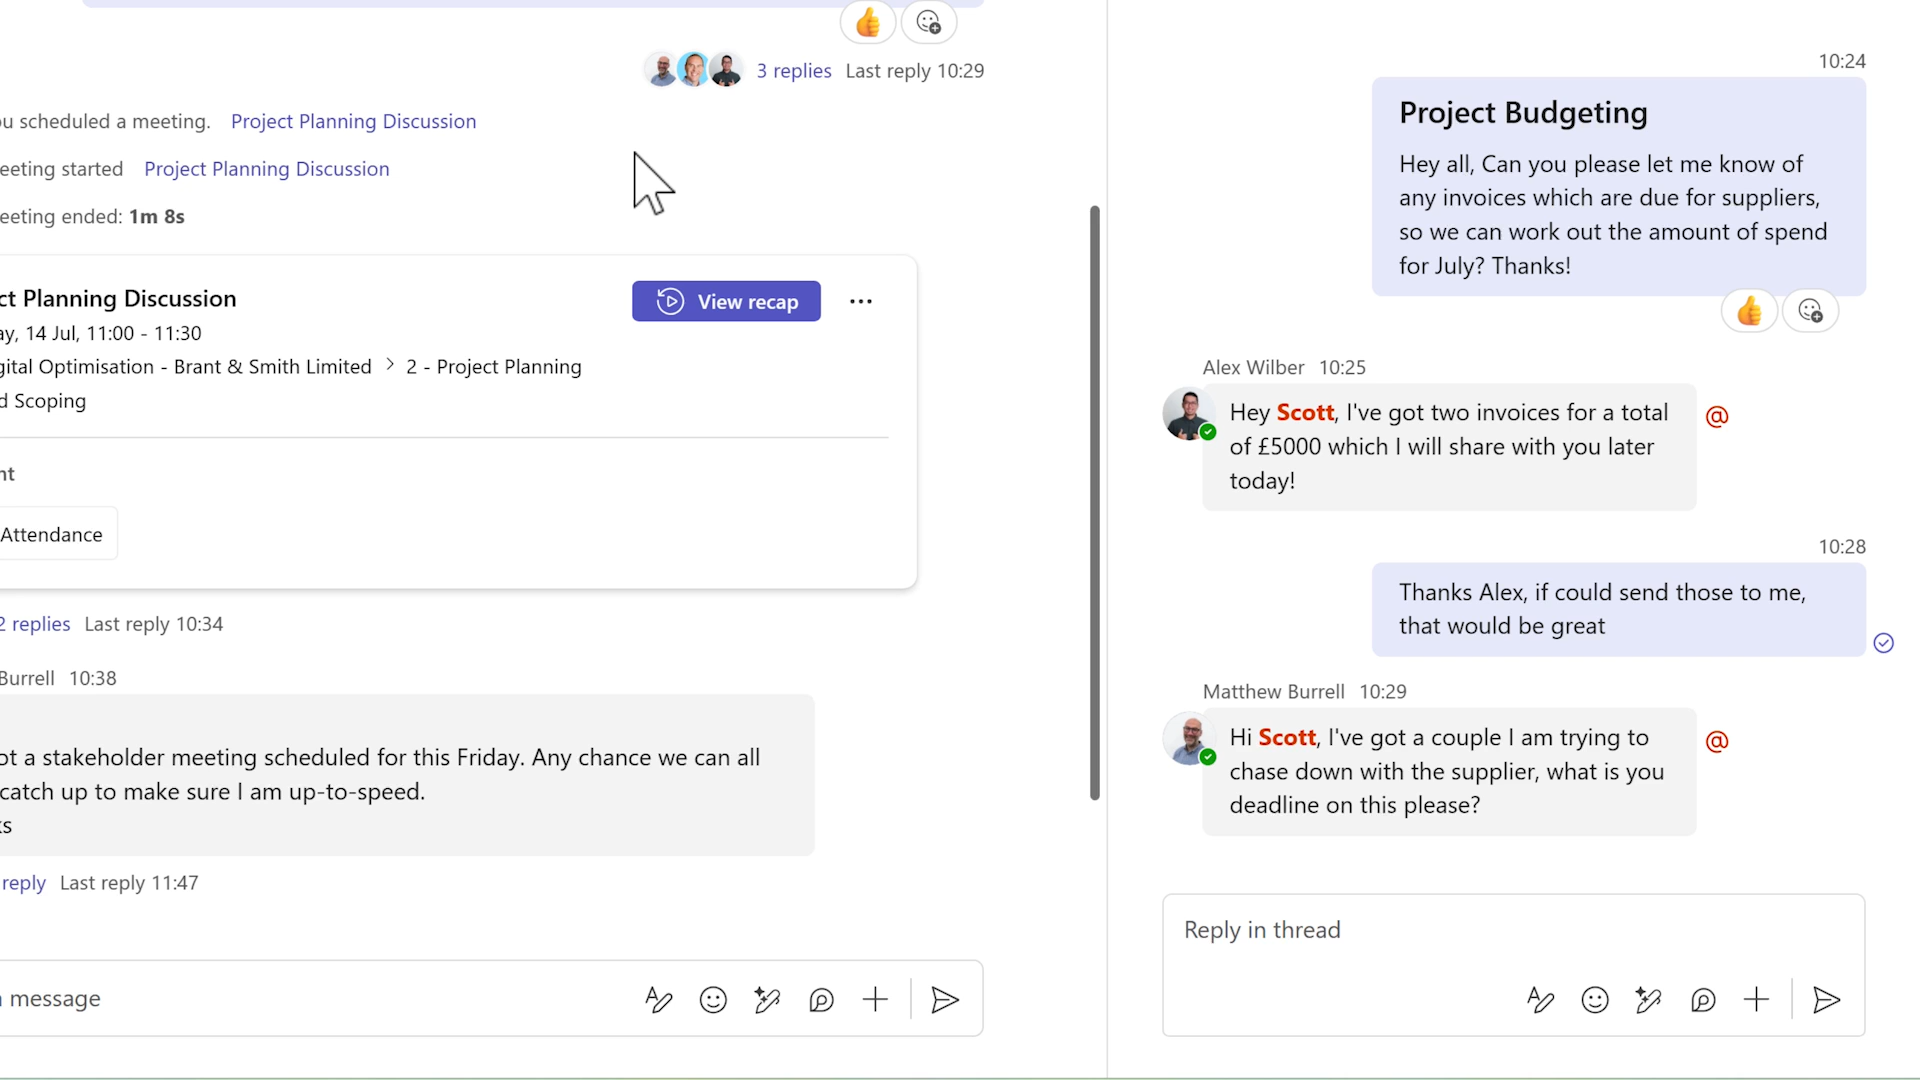 3 replies Last reply 10:29
ou scheduled a meeting. Project Planning Discussion
eeting started Project Planning Discussion
eeting ended: 1m 8s
ct Planning Discussion
View recap
ay, 14 Jul, 11:00 - 11:30
gital Optimisation - Brant & Smith Limited > 2 - Project Planning
d Scoping
nt
Attendance
2 replies Last reply 10:34
Burrell 10:38
ot a stakeholder meeting scheduled for this Friday. Any chance we can all
catch up to make sure I am up-to-speed.
ks
reply Last reply 11:47
message
10:24
Project Budgeting
Hey all, Can you please let me know of
any invoices which are due for suppliers,
so we can work out the amount of spend
for July? Thanks!
Alex Wilber 10:25
Hey Scott, I've got two invoices for a total @
of £5000 which I will share with you later
today!
10:28
Thanks Alex, if could send those to me,
that would be great
Matthew Burrell 10:29
Hi Scott, I've got a couple I am trying to @
chase down with the supplier, what is you
deadline on this please?
Reply in thread